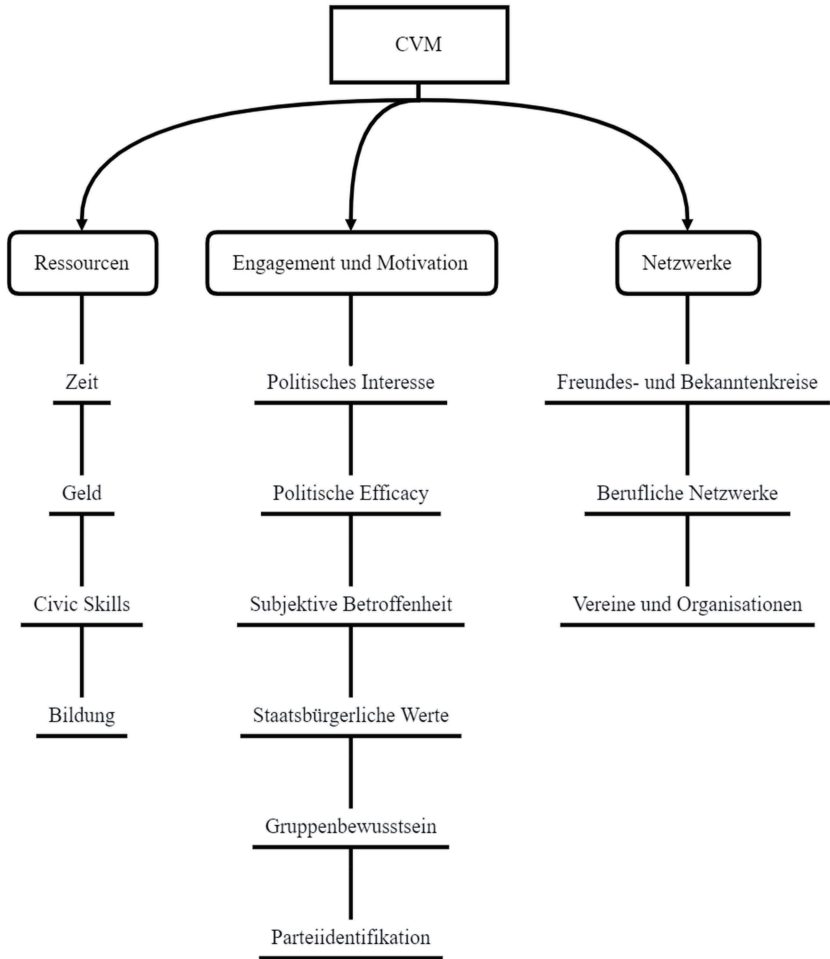 CVM
Ressourcen
Engagement und Motivation
Netzwerke
Zeit
Politisches Interesse
Freundes- und Bekanntenkreise
Geld
Politische Efficacy
Berufliche Netzwerke
Civic Skills
Subjektive Betroffenheit
Vereine und Organisationen
Bildung
Staatsbürgerliche Werte
Gruppenbewusstsein
Parteiidentifikation